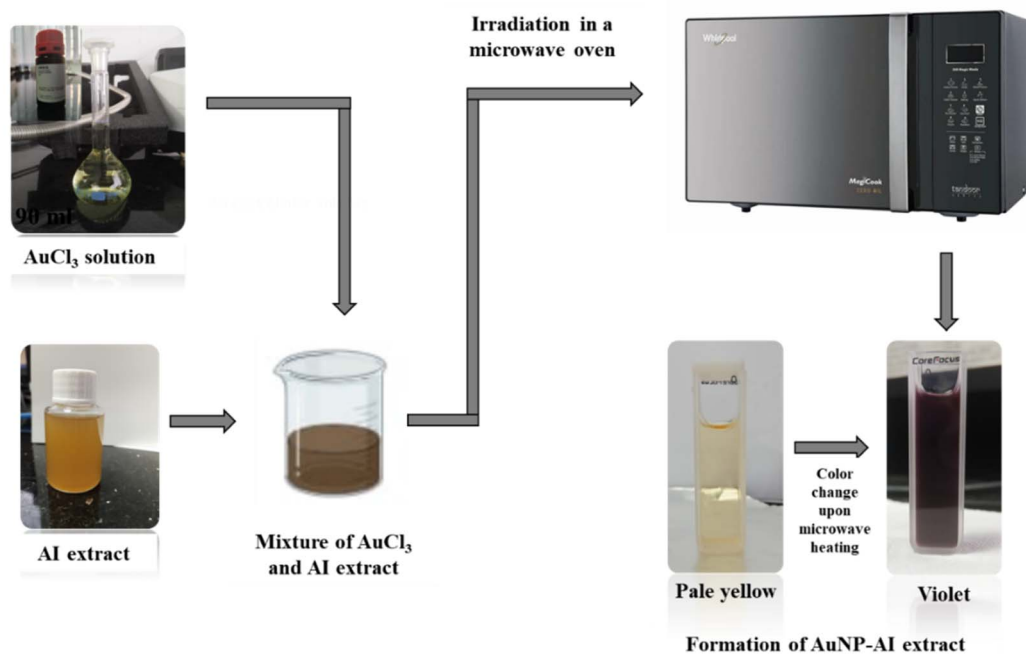 Irradiation in a
microwave oven
Whirlpool
MagiCook
90 ml
AuCl₃ solution
AI extract
Mixture of AuCl₃
and AI extract
CoreFocus
Color
change
upon
microwave
heating
Pale yellow
Violet
Formation of AuNP-AI extract